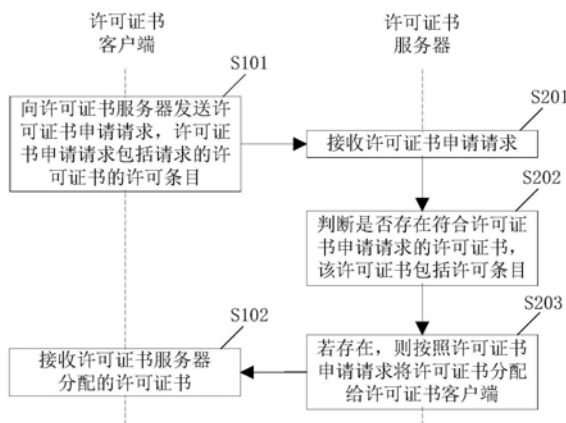 许可证书
客户端
许可证书
服务器
S101
向许可证书服务器发送许
可证书申请请求，许可证
书申请请求包括请求的许
可证书的许可条目
S201
接收许可证书申请请求
S202
判断是否存在符合许可证
书申请请求的许可证书，
该许可证书包括许可条目
S203
若存在，则按照许可证书
申请请求将许可证书分配
给许可证书客户端
S102
接收许可证书服务器
分配的许可证书